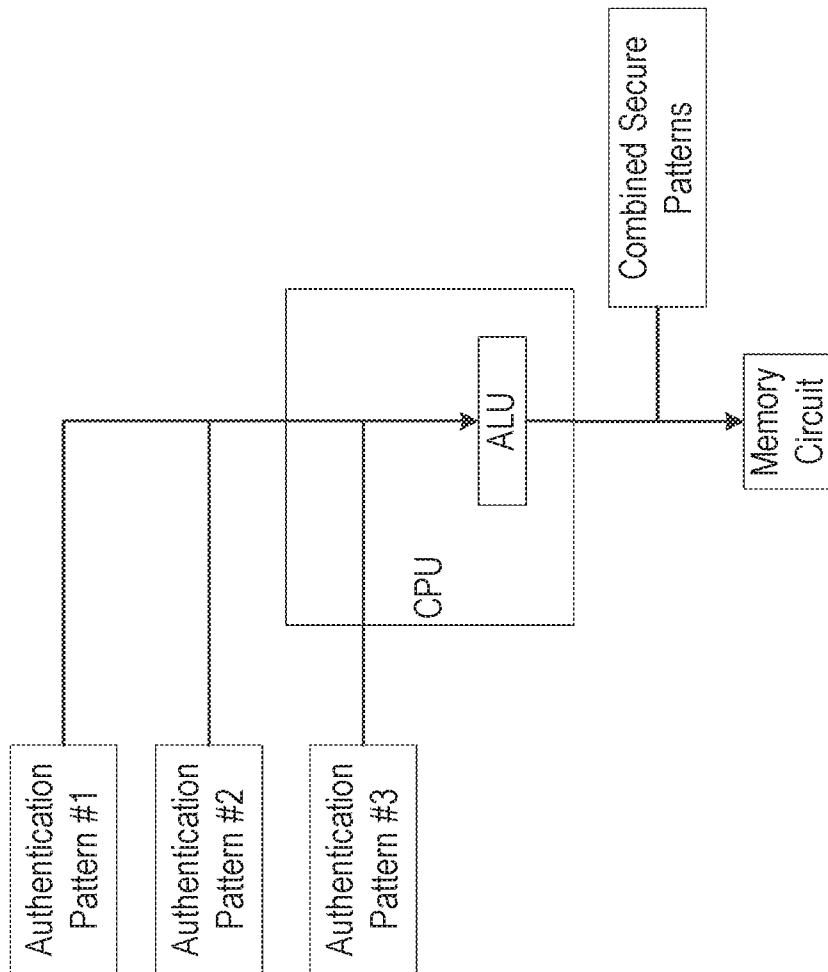 Authentication
Pattern #1
Authentication
Pattern #2
Authentication
Pattern #3
CPU
ALU
Combined Secure
Patterns
Memory
Circuit